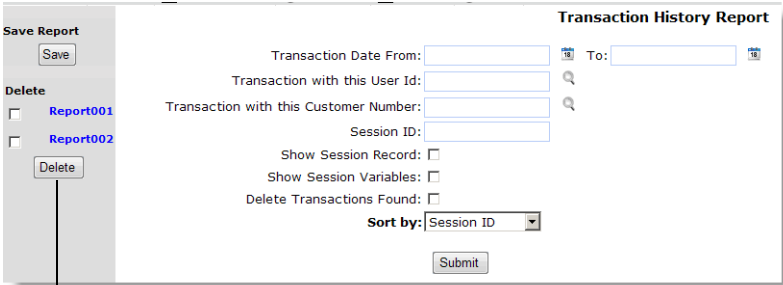 Transaction History Report
Save Report
Save
Delete
Report001
Report002
Delete
Transaction Date From: 18 To: 18
Transaction with this User Id:
Transaction with this Customer Number:
Session ID:
Show Session Record:
Show Session Variables:
Delete Transactions Found:
Sort by: Session ID
Submit